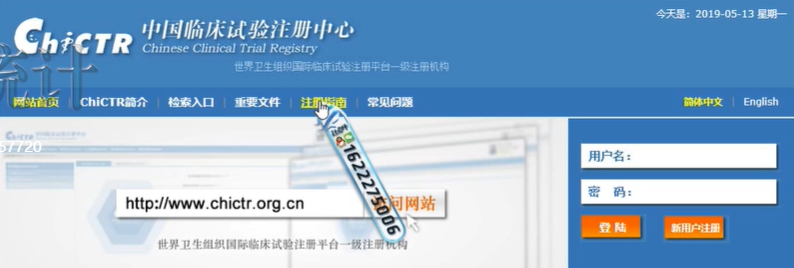 今天是：2019-05-13 星期一
ChiCTR 中国临床试验注册中心
Chinese Clinical Trial Registry
世界卫生组织国际临床试验注册平台一级注册机构
统计
网站首页 ChiCTR简介 检索入口 重要文件 注册指南 常见问题 简体中文 English
57720
用户名：
1622275006
http://www.chictr.org.cn 访问网站
密 码：
登 陆 新用户注册
世界卫生组织国际临床试验注册平台一级注册机构